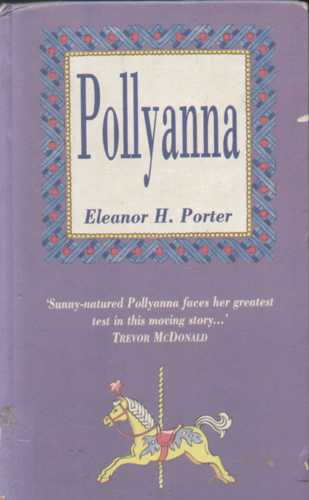 Pollyanna
Eleanor H. Porter
'Sunny-natured Pollyanna faces her greatest
test in this moving story...'
TREVOR MCDONALD